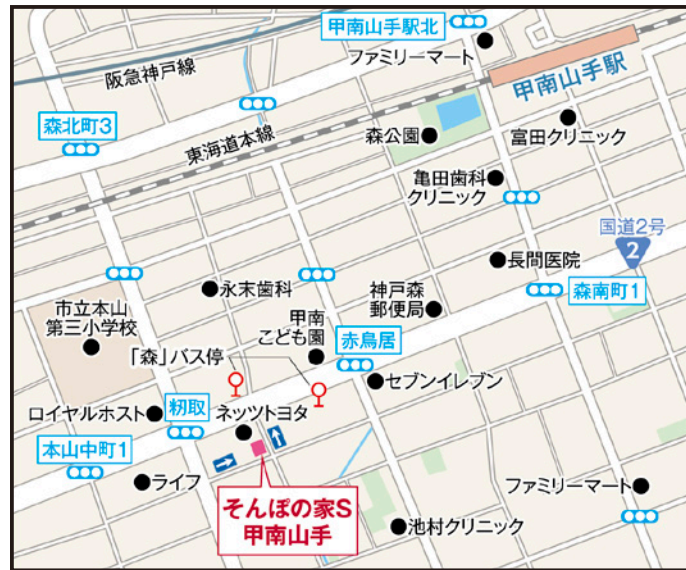 甲南山手駅北
ファミリーマート
阪急神戸線
甲南山手駅
森北町3
東海道本線
森公園
富田クリニック
亀田歯科
クリニック
国道2号
2
長間医院
森南町1
永末歯科
神戸森
郵便局
市立本山
第三小学校
甲南
こども園
赤鳥居
「森」バス停
セブンイレブン
ロイヤルホスト
籾取
ネッツトヨタ
本山中町1
ライフ
そんぽの家S
甲南山手
ファミリーマート
池村クリニック